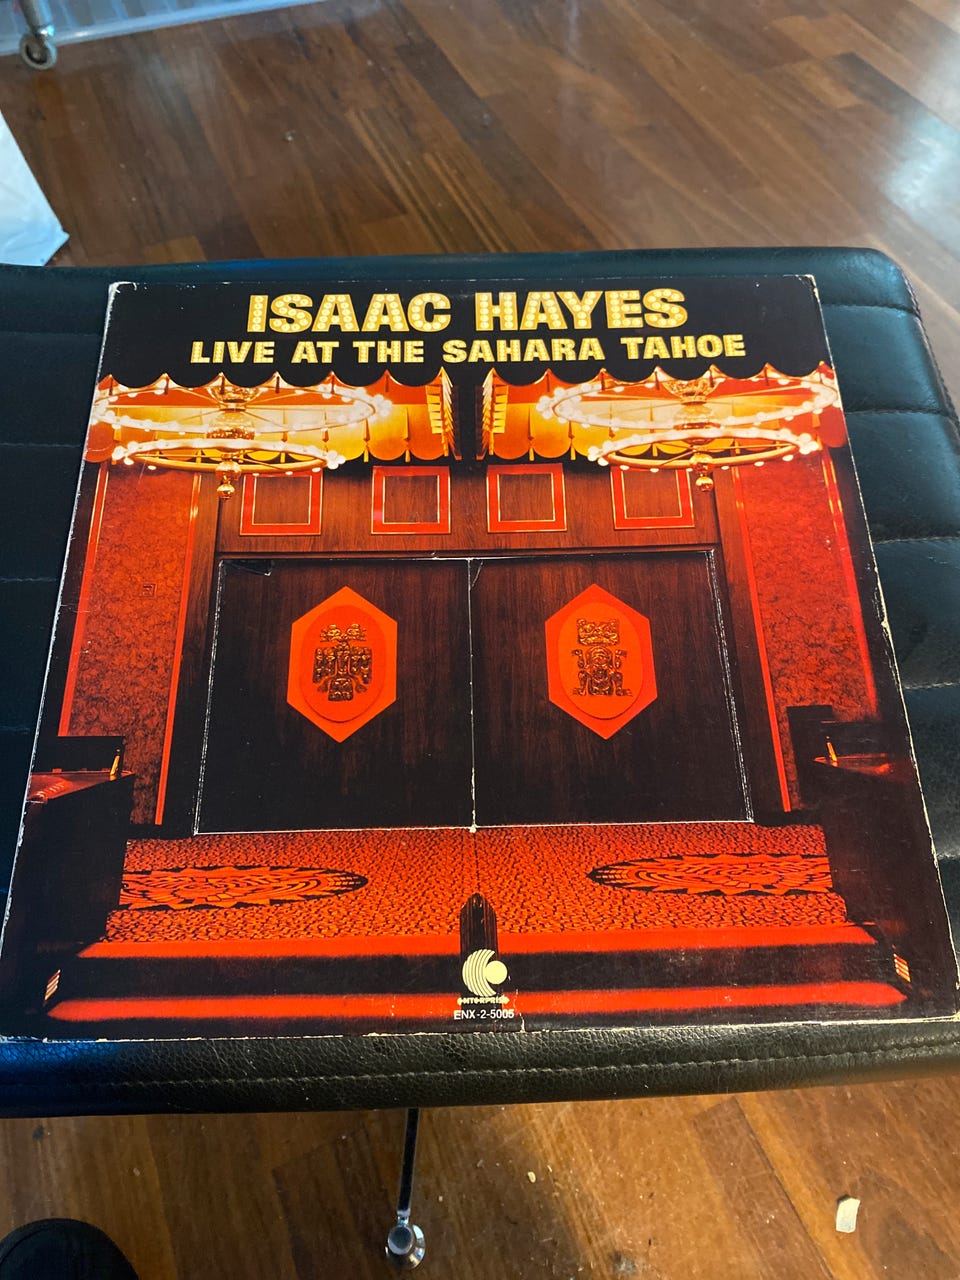 ISAAC HAYES
LIVE AT THE SAHARA TAHOE
ENTERPRISE
ENX-2-5005